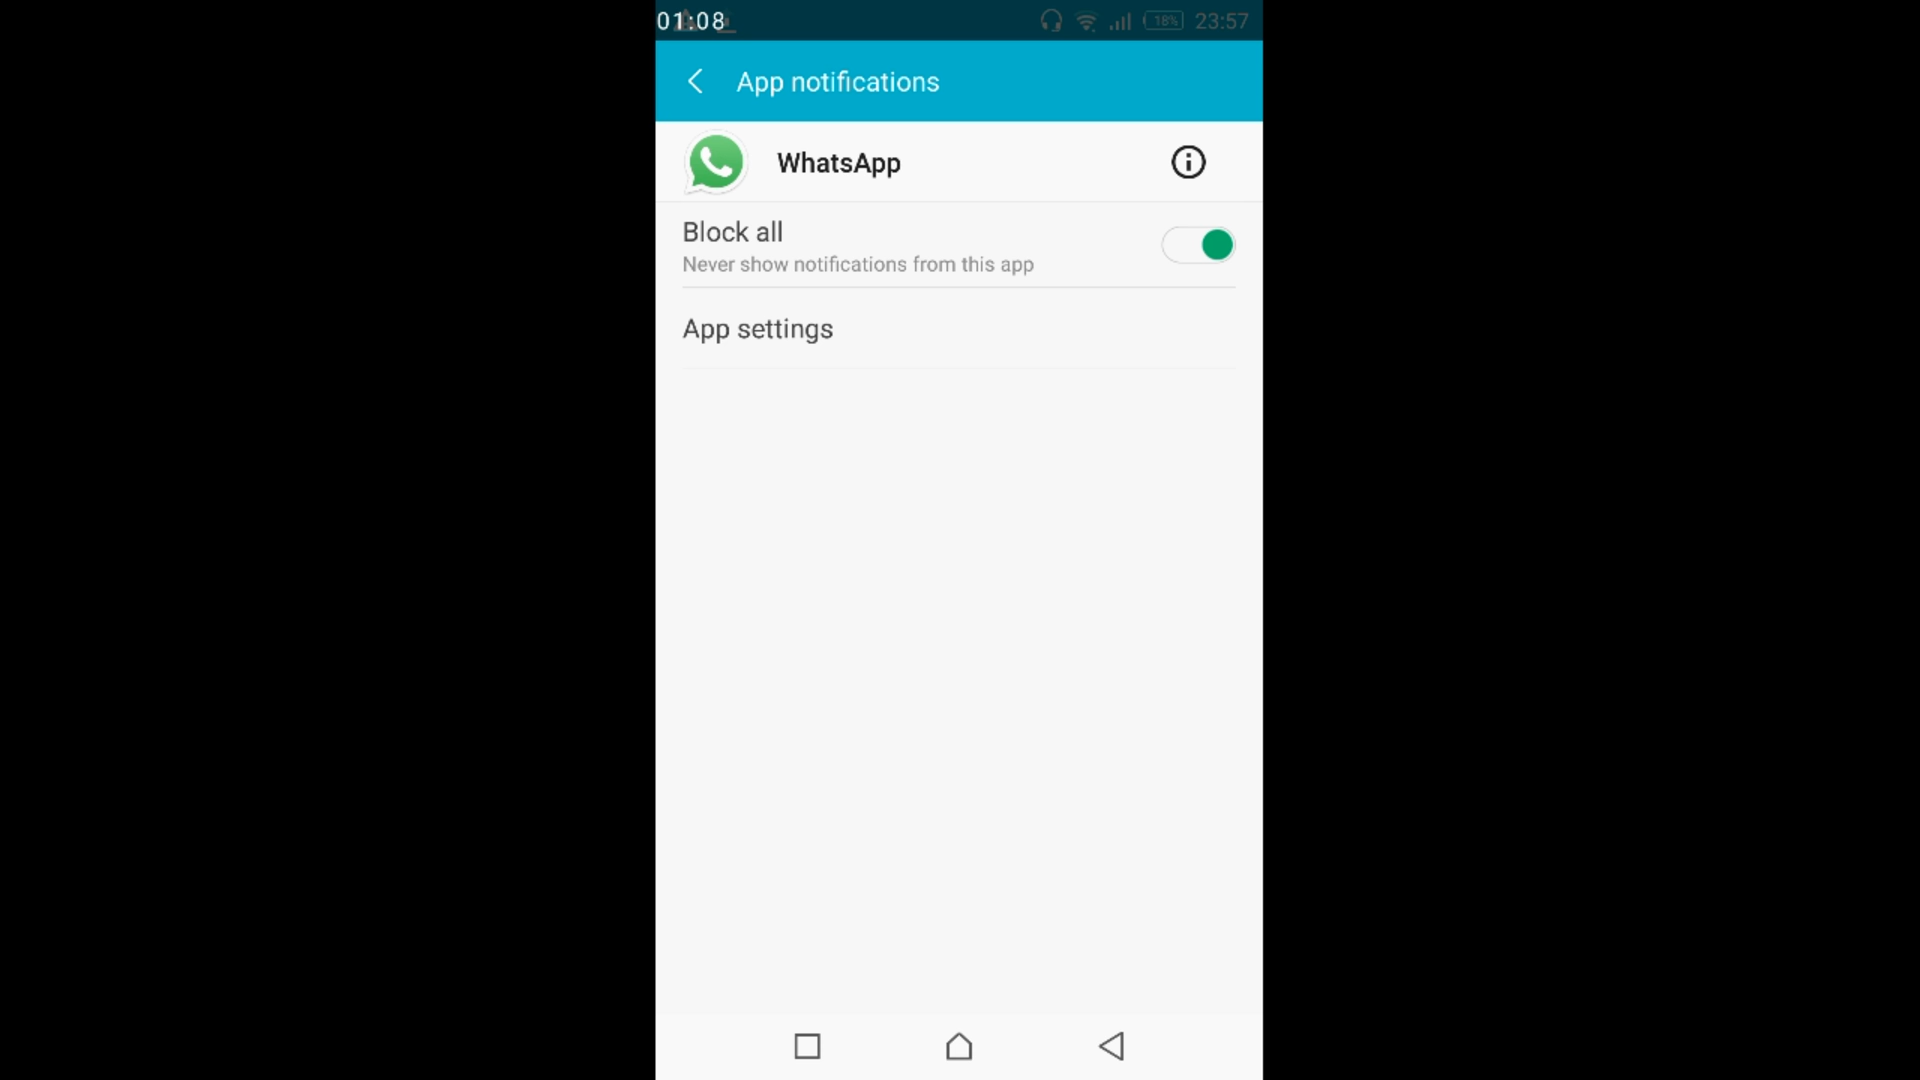 01:08 18% 23:57
App notifications
WhatsApp
Block all
Never show notifications from this app
App settings